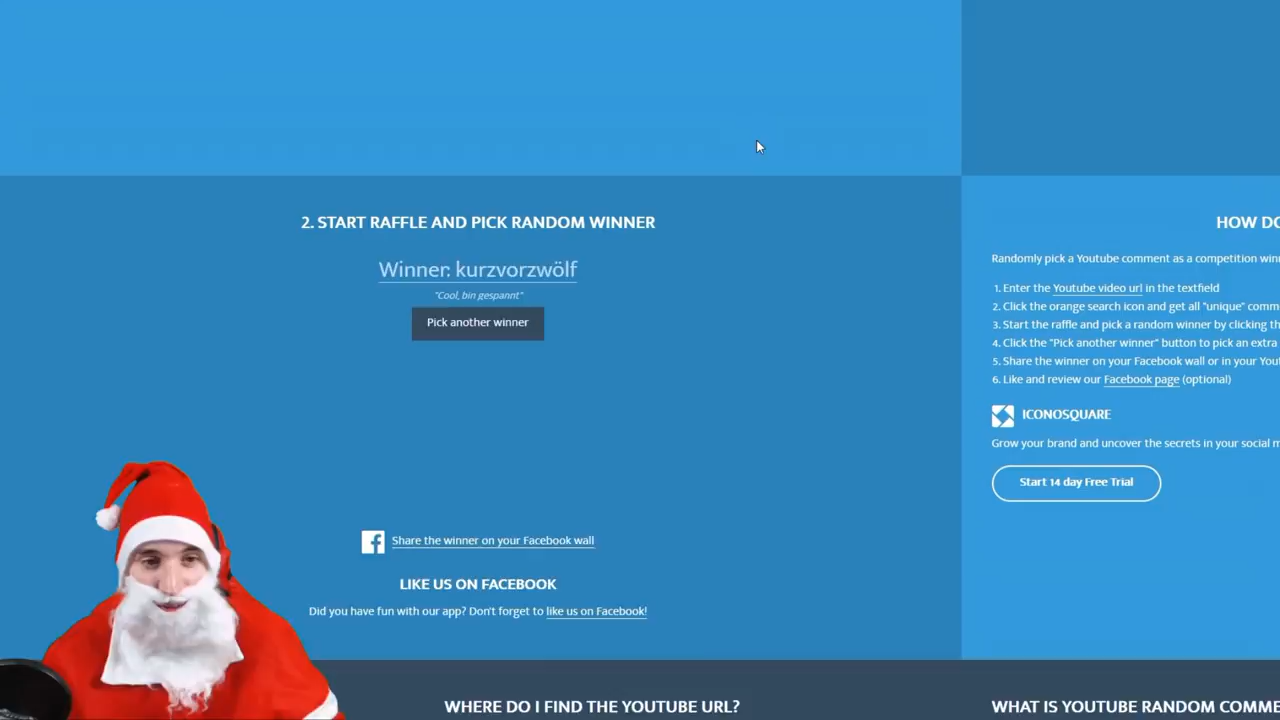 2. START RAFFLE AND PICK RANDOM WINNER
Winner: kurzvorzwölf
"Cool, bin gespannt"
Pick another winner
Share the winner on your Facebook wall
LIKE US ON FACEBOOK
Did you have fun with our app? Don't forget to like us on Facebook!
WHERE DO I FIND THE YOUTUBE URL?
HOW DO
Randomly pick a Youtube comment as a competition
1. Enter the Youtube video url in the textfield
2. Click the orange search icon and get all "unique"
3. Start the raffle and pick a random winner by clicking
4. Click the "Pick another winner" button to pick an extra
5. Share the winner on your Facebook wall or in your
6. Like and review our Facebook page (optional)
ICONOSQUARE
Grow your brand and uncover the secrets in your social
Start 14 day Free Trial
WHAT IS YOUTUBE RANDOM